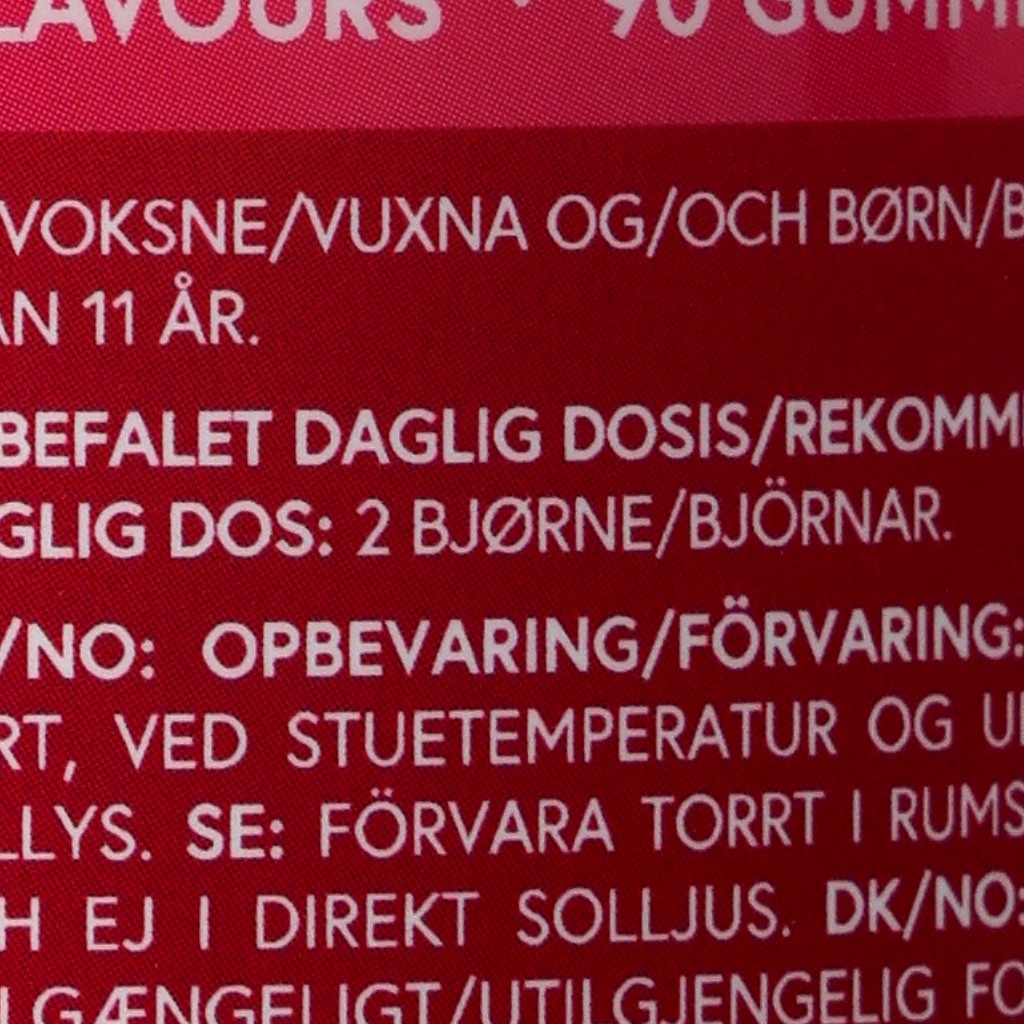 LAVOURS • 90 GUMMI
VOKSNE/VUXNA OG/OCH BØRN/B
AN 11 ÅR.
BEFALET DAGLIG DOSIS/REKOMM
GLIG DOS: 2 BJØRNE/BJÖRNAR.
/NO: OPBEVARING/FÖRVARING:
RT, VED STUETEMPERATUR OG U
LLYS. SE: FÖRVARA TORRT I RUMS
H EJ I DIREKT SOLLJUS. DK/NO:
LGÆNGELIGT/UTILGJENGELIG FO